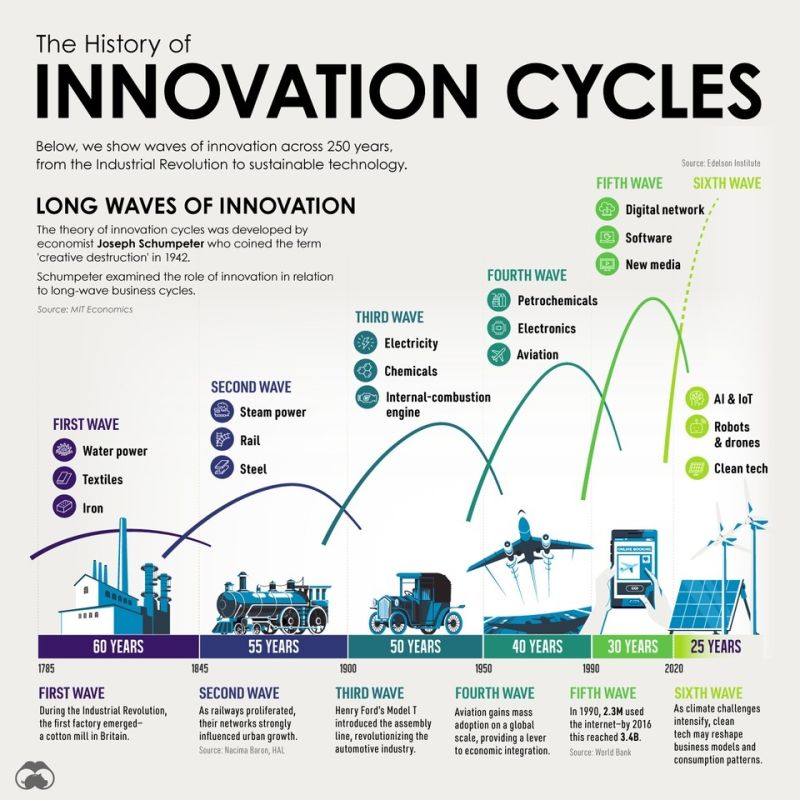 The History of
INNOVATION CYCLES
Below, we show waves of innovation across 250 years,
from the Industrial Revolution to sustainable technology.
Source: Edelson Institute
LONG WAVES OF INNOVATION
The theory of innovation cycles was developed by
economist Joseph Schumpeter who coined the term
'creative destruction' in 1942.
Schumpeter examined the role of innovation in relation
to long-wave business cycles.
Source: MIT Economics
FIRST WAVE
Water power
Textiles
Iron
SECOND WAVE
Steam power
Rail
Steel
THIRD WAVE
Electricity
Chemicals
Internal-combustion
engine
FOURTH WAVE
Petrochemicals
Electronics
Aviation
FIFTH WAVE
Digital network
Software
New media
SIXTH WAVE
AI & IoT
Robots
& drones
Clean tech
ONLINE BOOKING
60 YEARS
55 YEARS
50 YEARS
40 YEARS
30 YEARS
25 YEARS
1785
1845
1900
1950
1990
2020
FIRST WAVE
During the Industrial Revolution,
the first factory emerged–
a cotton mill in Britain.
SECOND WAVE
As railways proliferated,
their networks strongly
influenced urban growth.
Source: Nacima Baron, HAL
THIRD WAVE
Henry Ford's Model T
introduced the assembly
line, revolutionizing the
automotive industry.
FOURTH WAVE
Aviation gains mass
adoption on a global
scale, providing a lever
to economic integration.
FIFTH WAVE
In 1990, 2.3M used
the internet–by 2016
this reached 3.4B.
Source: World Bank
SIXTH WAVE
As climate challenges
intensify, clean
tech may reshape
business models and
consumption patterns.